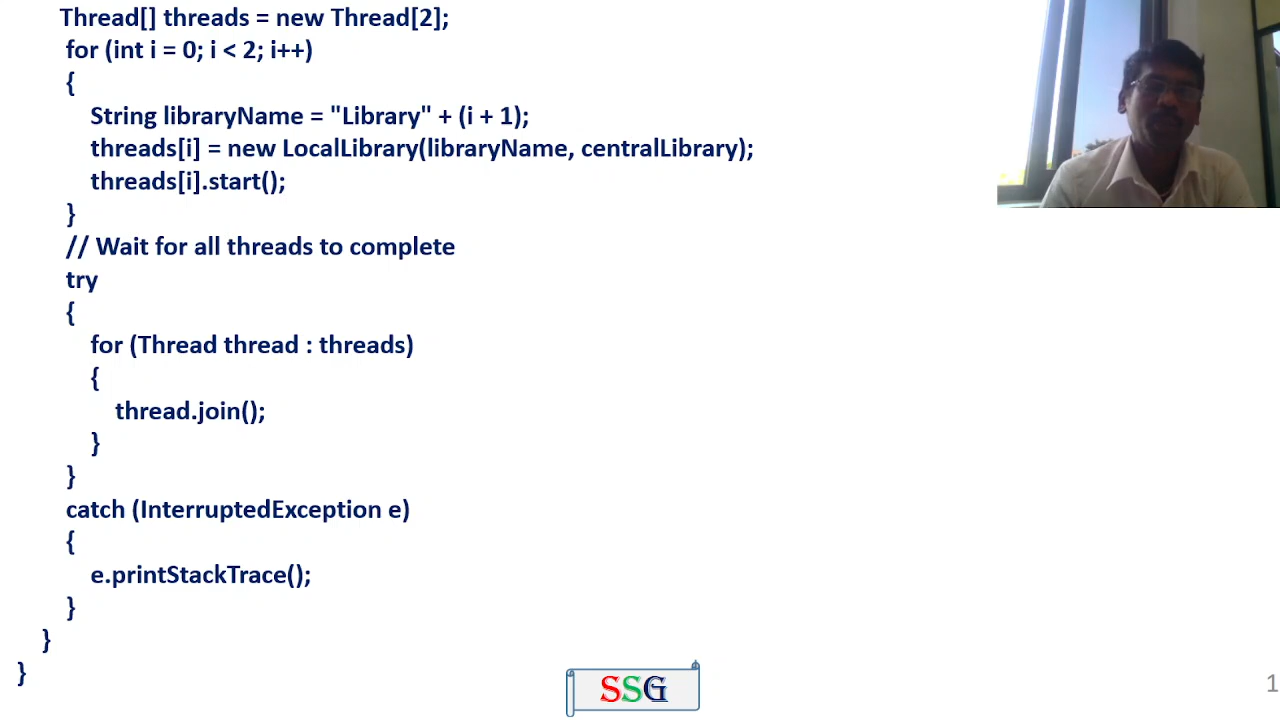 Thread[] threads = new Thread[2];
for (int i = 0; i < 2; i++)
{
String libraryName = "Library" + (i + 1);
threads[i] = new LocalLibrary(libraryName, centralLibrary);
threads[i].start();
}
// Wait for all threads to complete
try
{
for (Thread thread : threads)
{
thread.join();
}
}
catch (InterruptedException e)
{
e.printStackTrace();
}
}
}
SSG
1